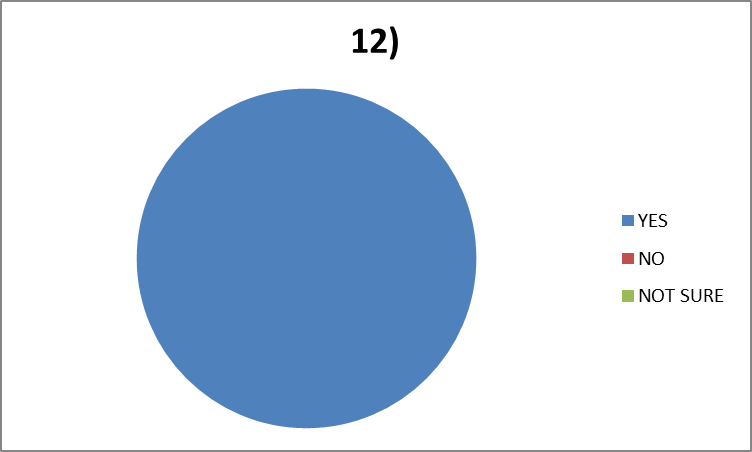 12)
YES
NO
NOT SURE